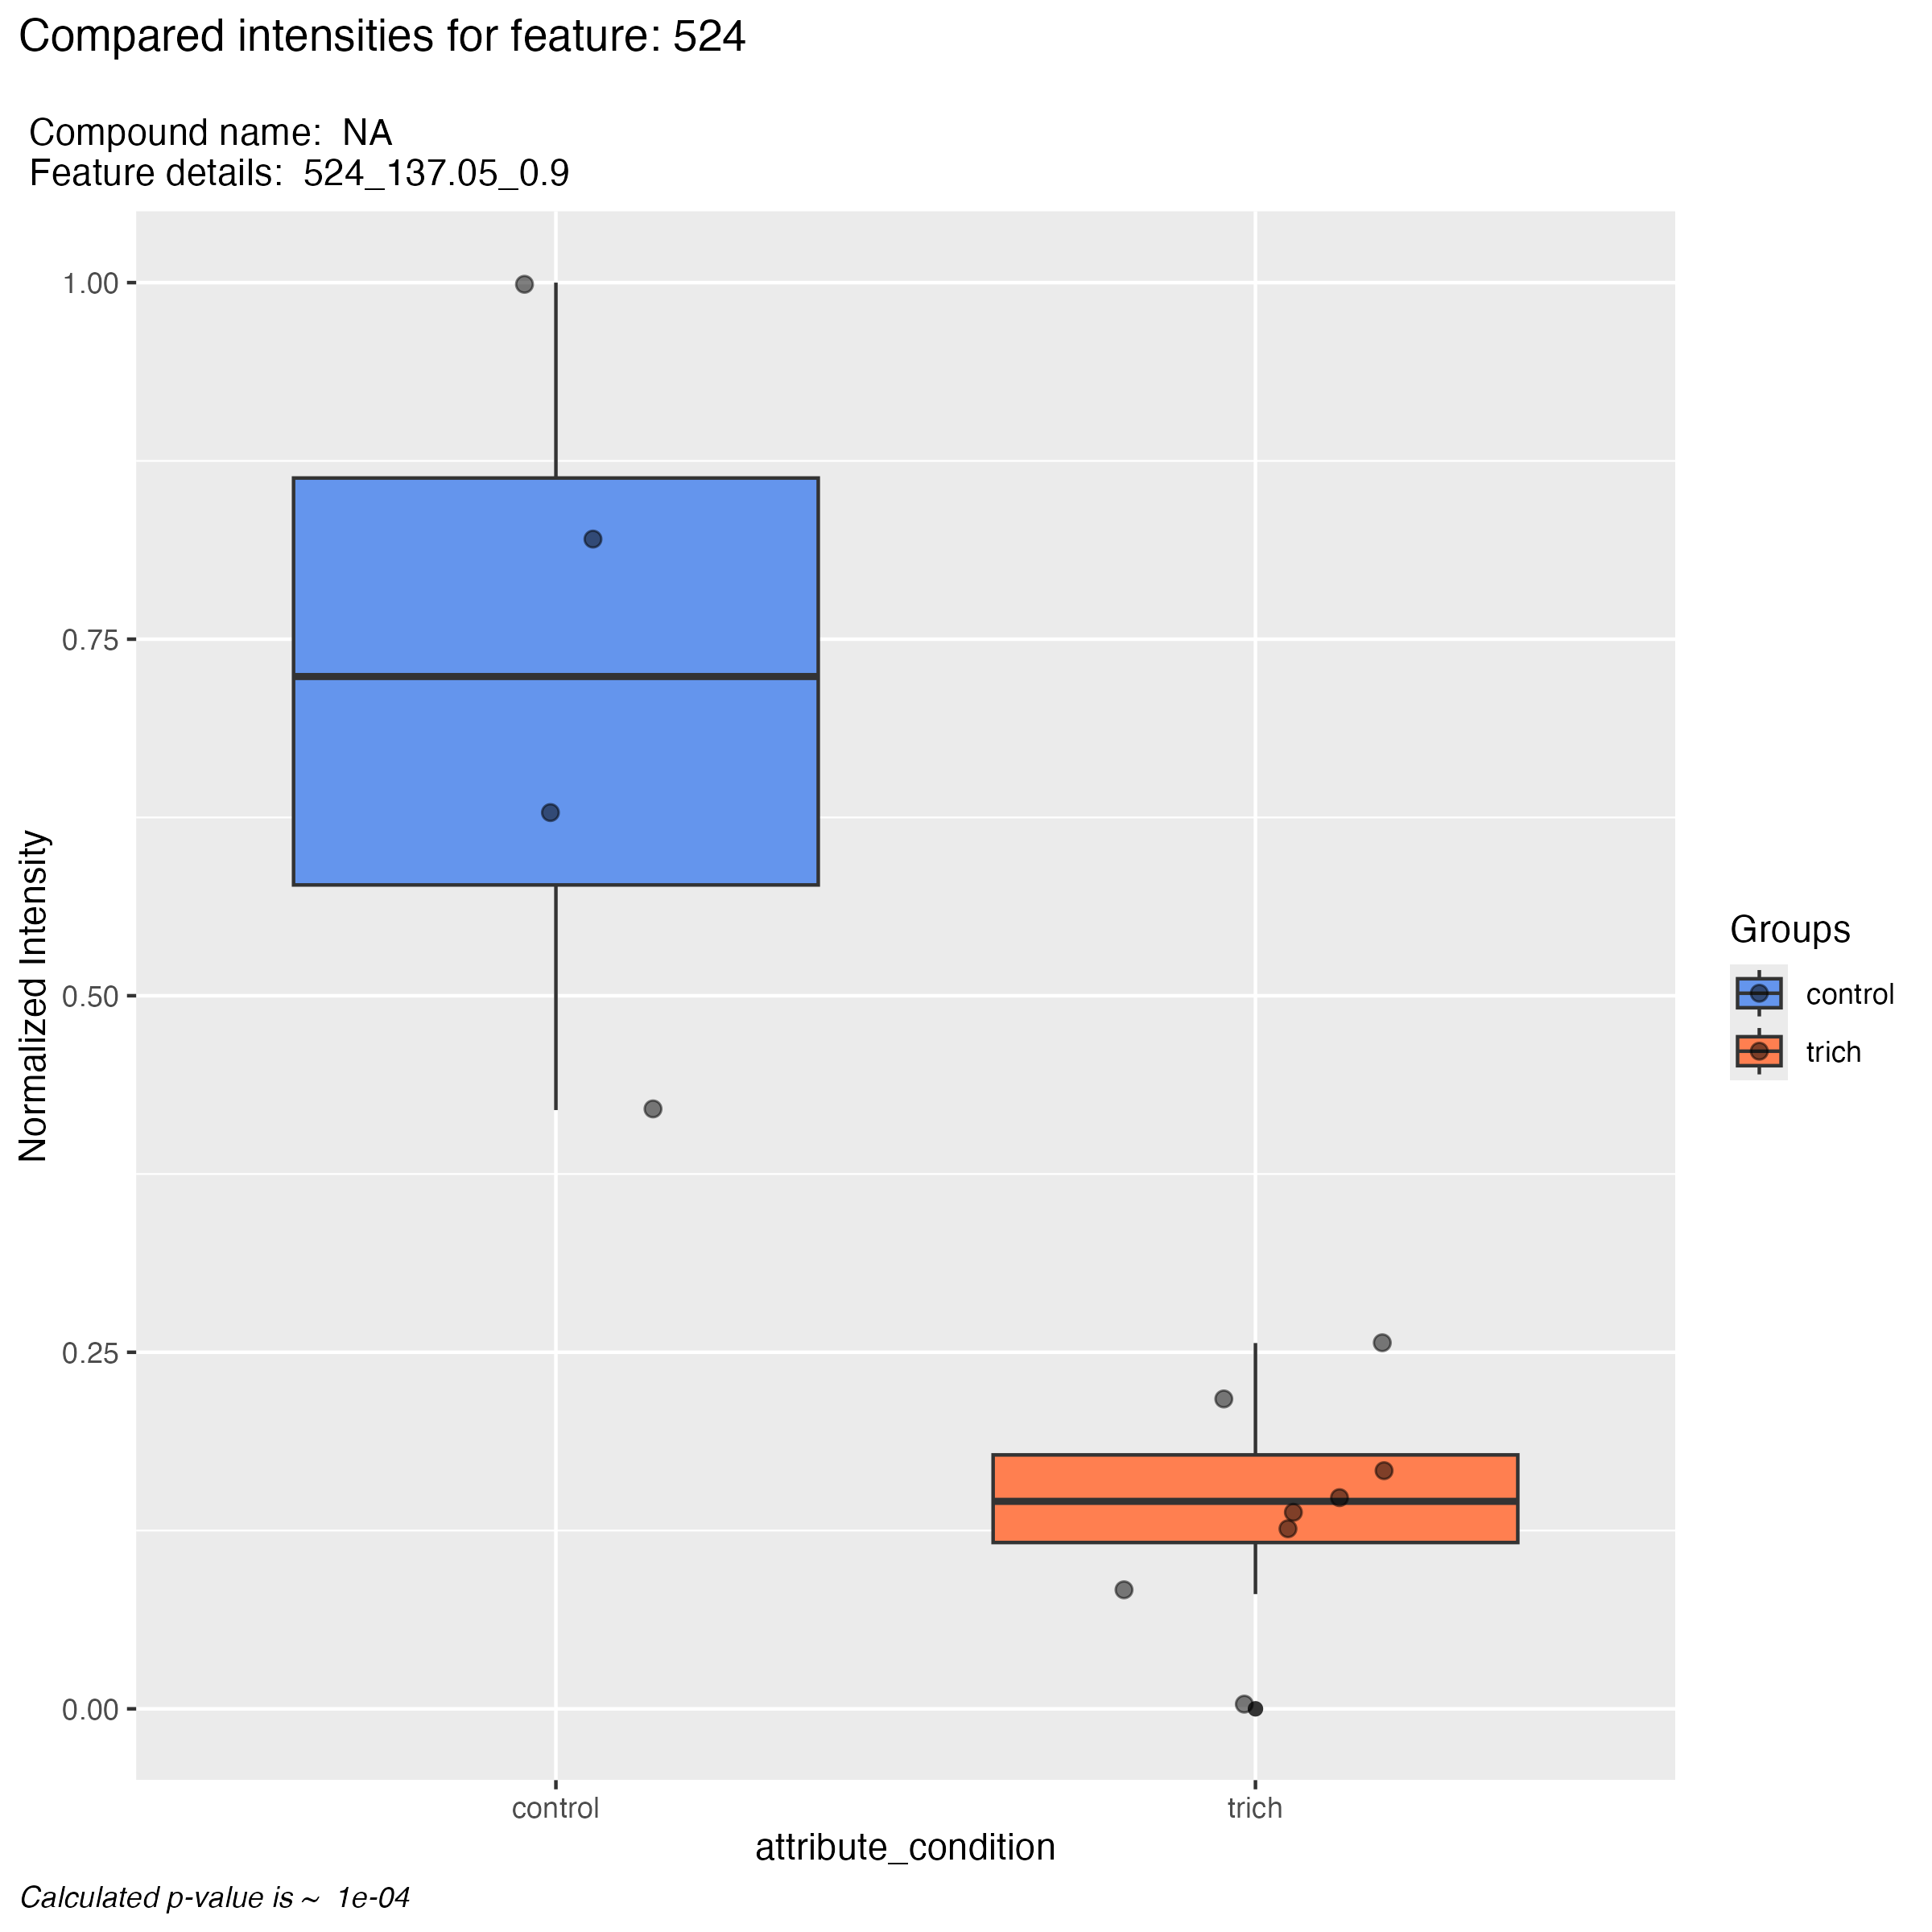 Compared intensities for feature: 524
Compound name:  NA
Feature details:  524_137.05_0.9
Normalized Intensity
1.00
0.75
0.50
0.25
0.00
control
trich
attribute_condition
Groups
control
trich
Calculated p-value is ~  1e-04